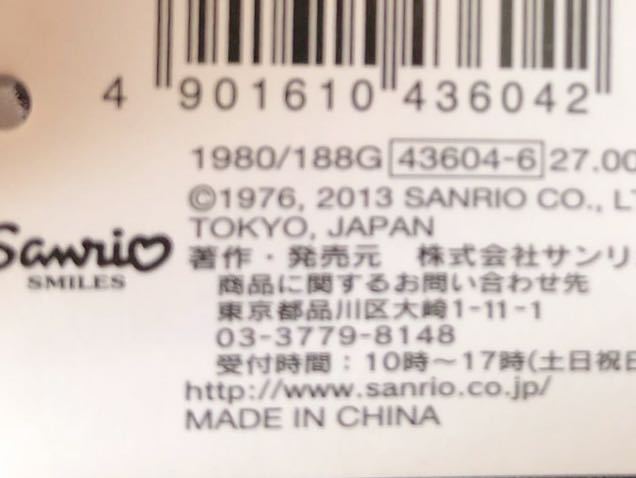 4 901610 436042
1980/188G 43604-6 27.00
©1976, 2013 SANRIO CO., L
TOKYO, JAPAN
Sanrio
SMILES
著作・発売元 株式会社サンリ
商品に関するお問い合わせ先
東京都品川区大崎1-11-1
03-3779-8148
受付時間：10時〜17時(土日祝日
http://www.sanrio.co.jp/
MADE IN CHINA